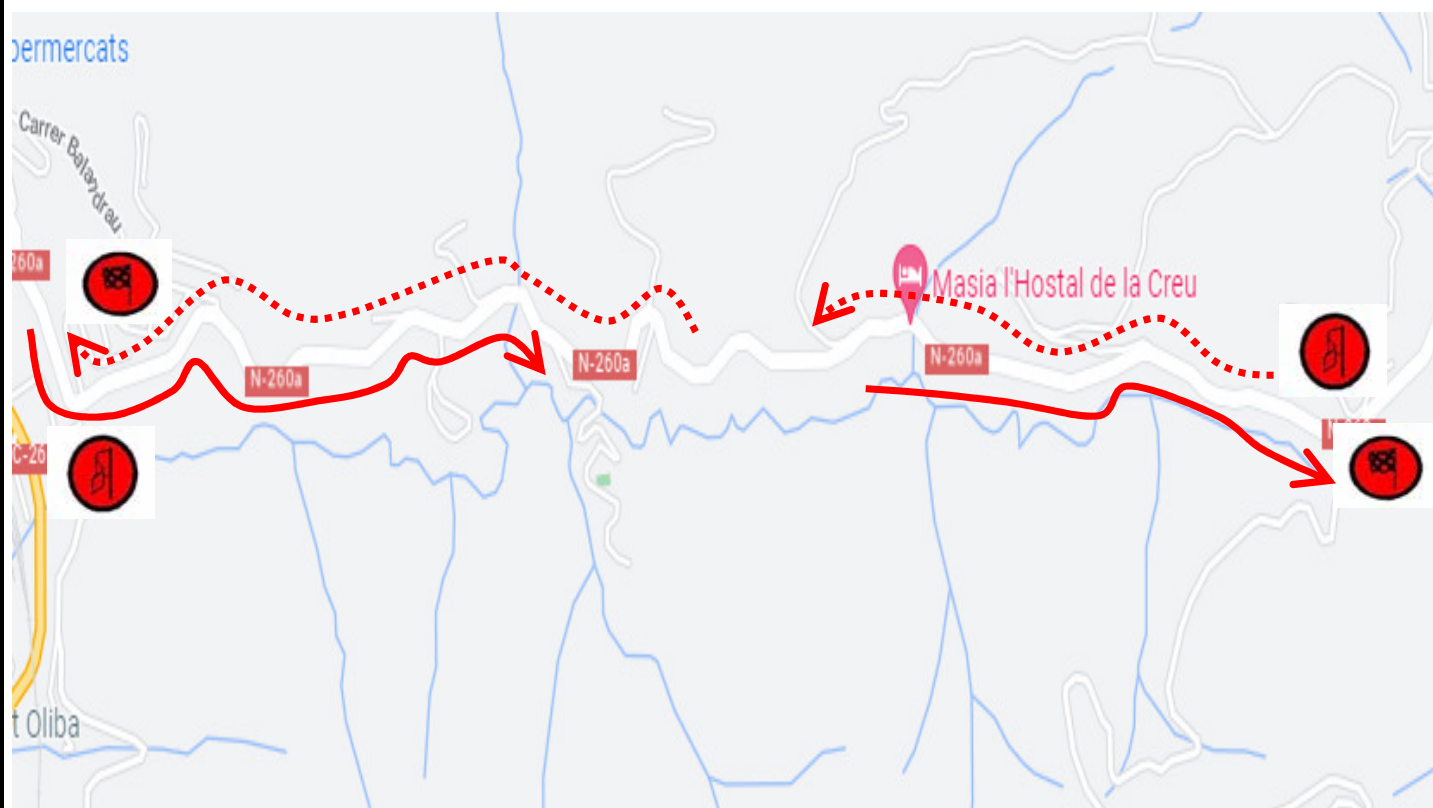 permercats
Carrer Balandrau
260a
Masia l'Hostal de la Creu
N-260a
N-260a
N-260a
C-26
t Oliba